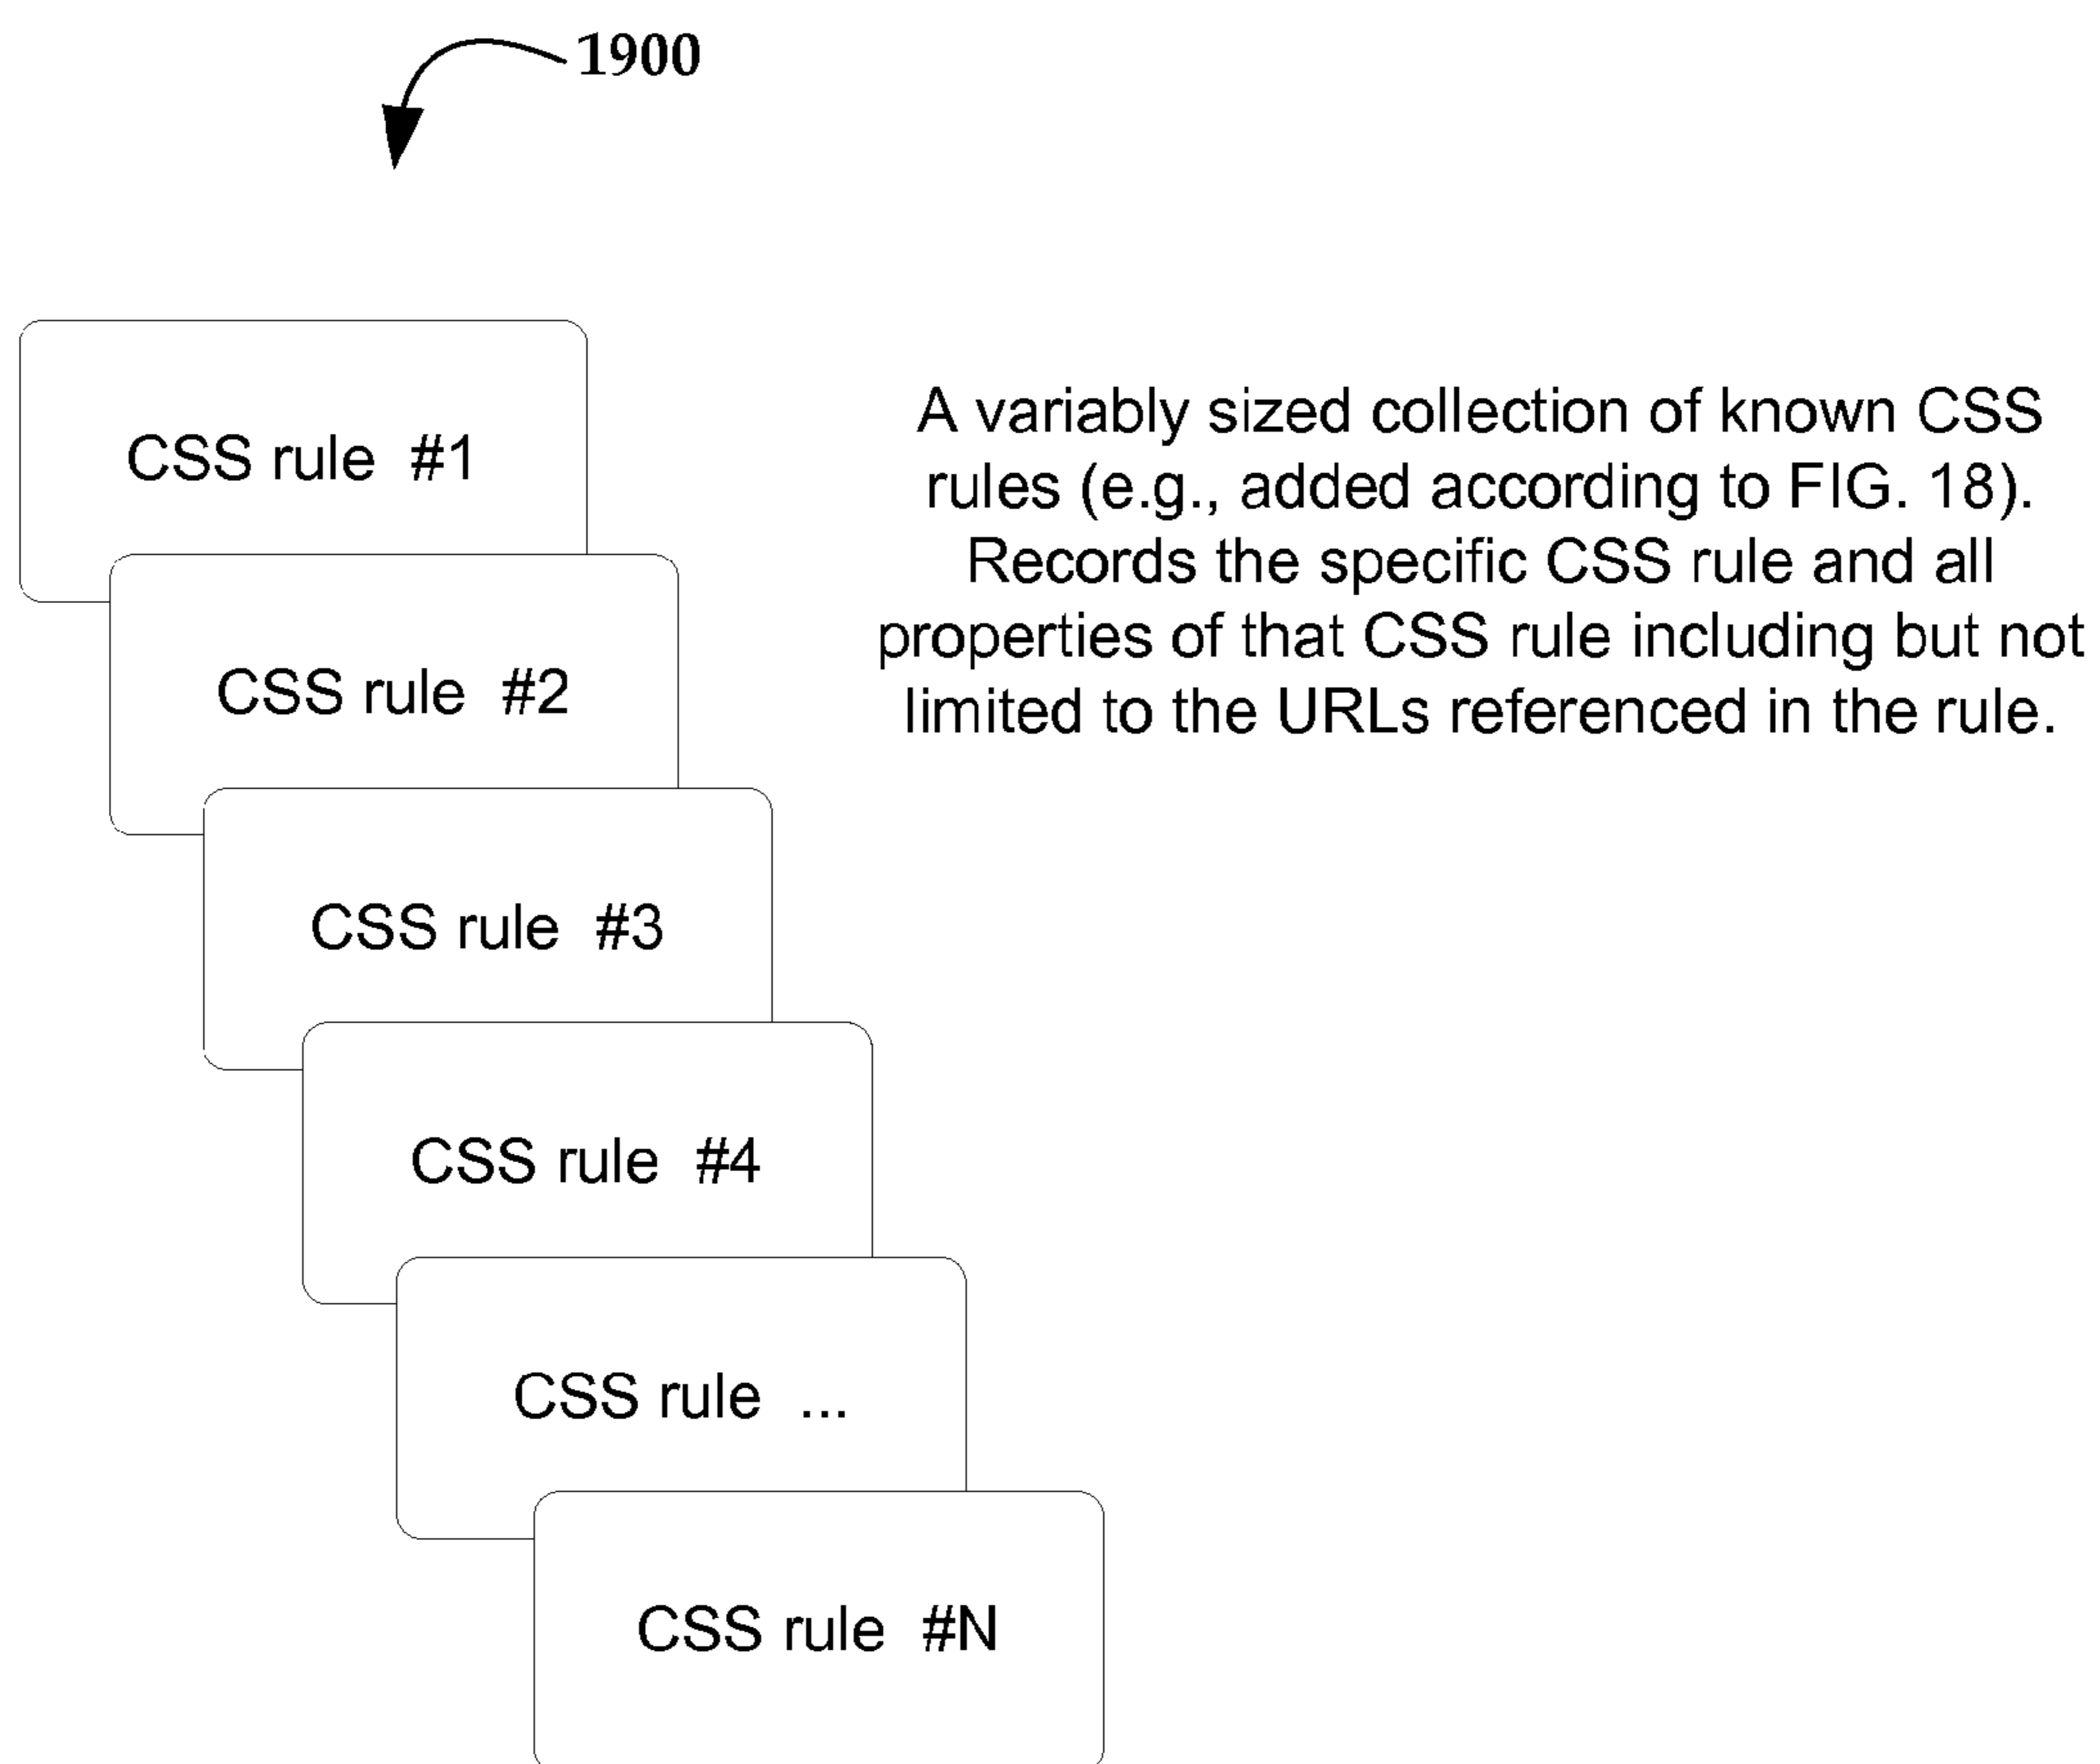 1900
CSS rule #1
A variably sized collection of known CSS
rules (e.g., added according to FIG. 18).
Records the specific CSS rule and all
properties of that CSS rule including but not
limited to the URLs referenced in the rule.
CSS rule #2
CSS rule #3
CSS rule #4
CSS rule ...
CSS rule #N